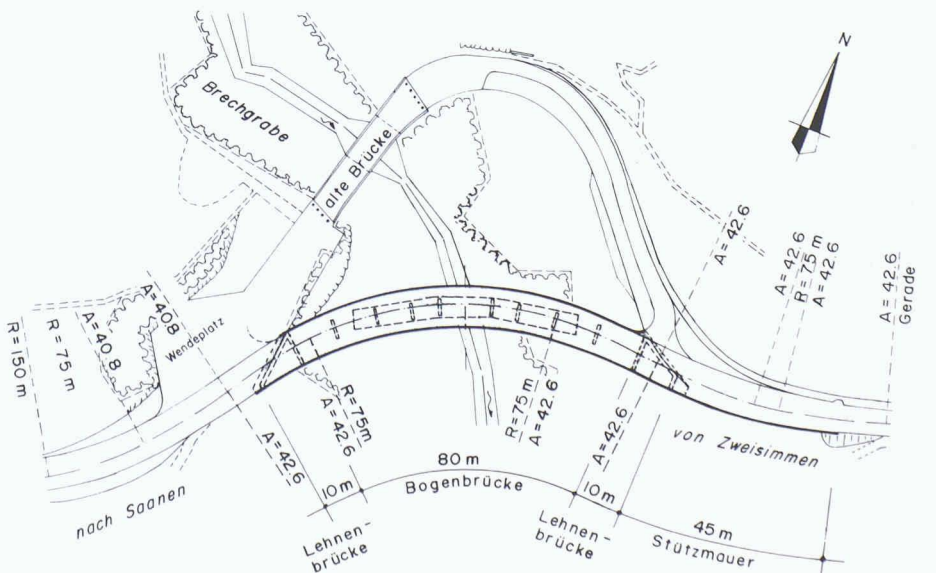 N
Brechgrabe
alte Brücke
A = 42.6
A = 42.6
R = 75 m
A = 42.6
A = 42.6
Gerade
R = 150 m
R = 75 m
A = 40.8
A = 40.8
Wendeplatz
A = 42.6
R = 75m
A = 42.6
R = 75m
A = 42.6
A = 42.6
nach Saanen
von Zweisimmen
10 m
80 m
10 m
45 m
Lehnen-
brücke
Bogenbrücke
Lehnen-
brücke
Stützmauer